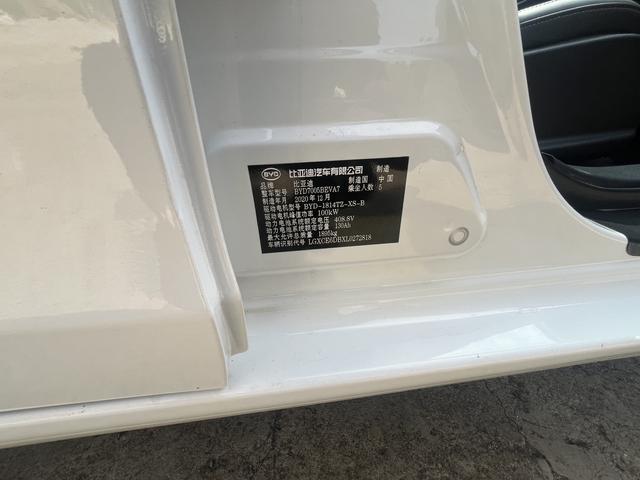 BYD 比亚迪汽车有限公司 制造
品牌 比亚迪 制造国 中国
整车型号 BYD7005BEVA7 乘坐人数 5
制造年月 2020年12月
驱动电机型号 BYD-1814TZ-XS-B
驱动电机峰值功率 100kW
动力电池系统额定电压 408.8V
动力电池系统额定容量 130Ah
最大允许总质量 1895kg
车辆识别代号 LGXCE6DBXL0272818